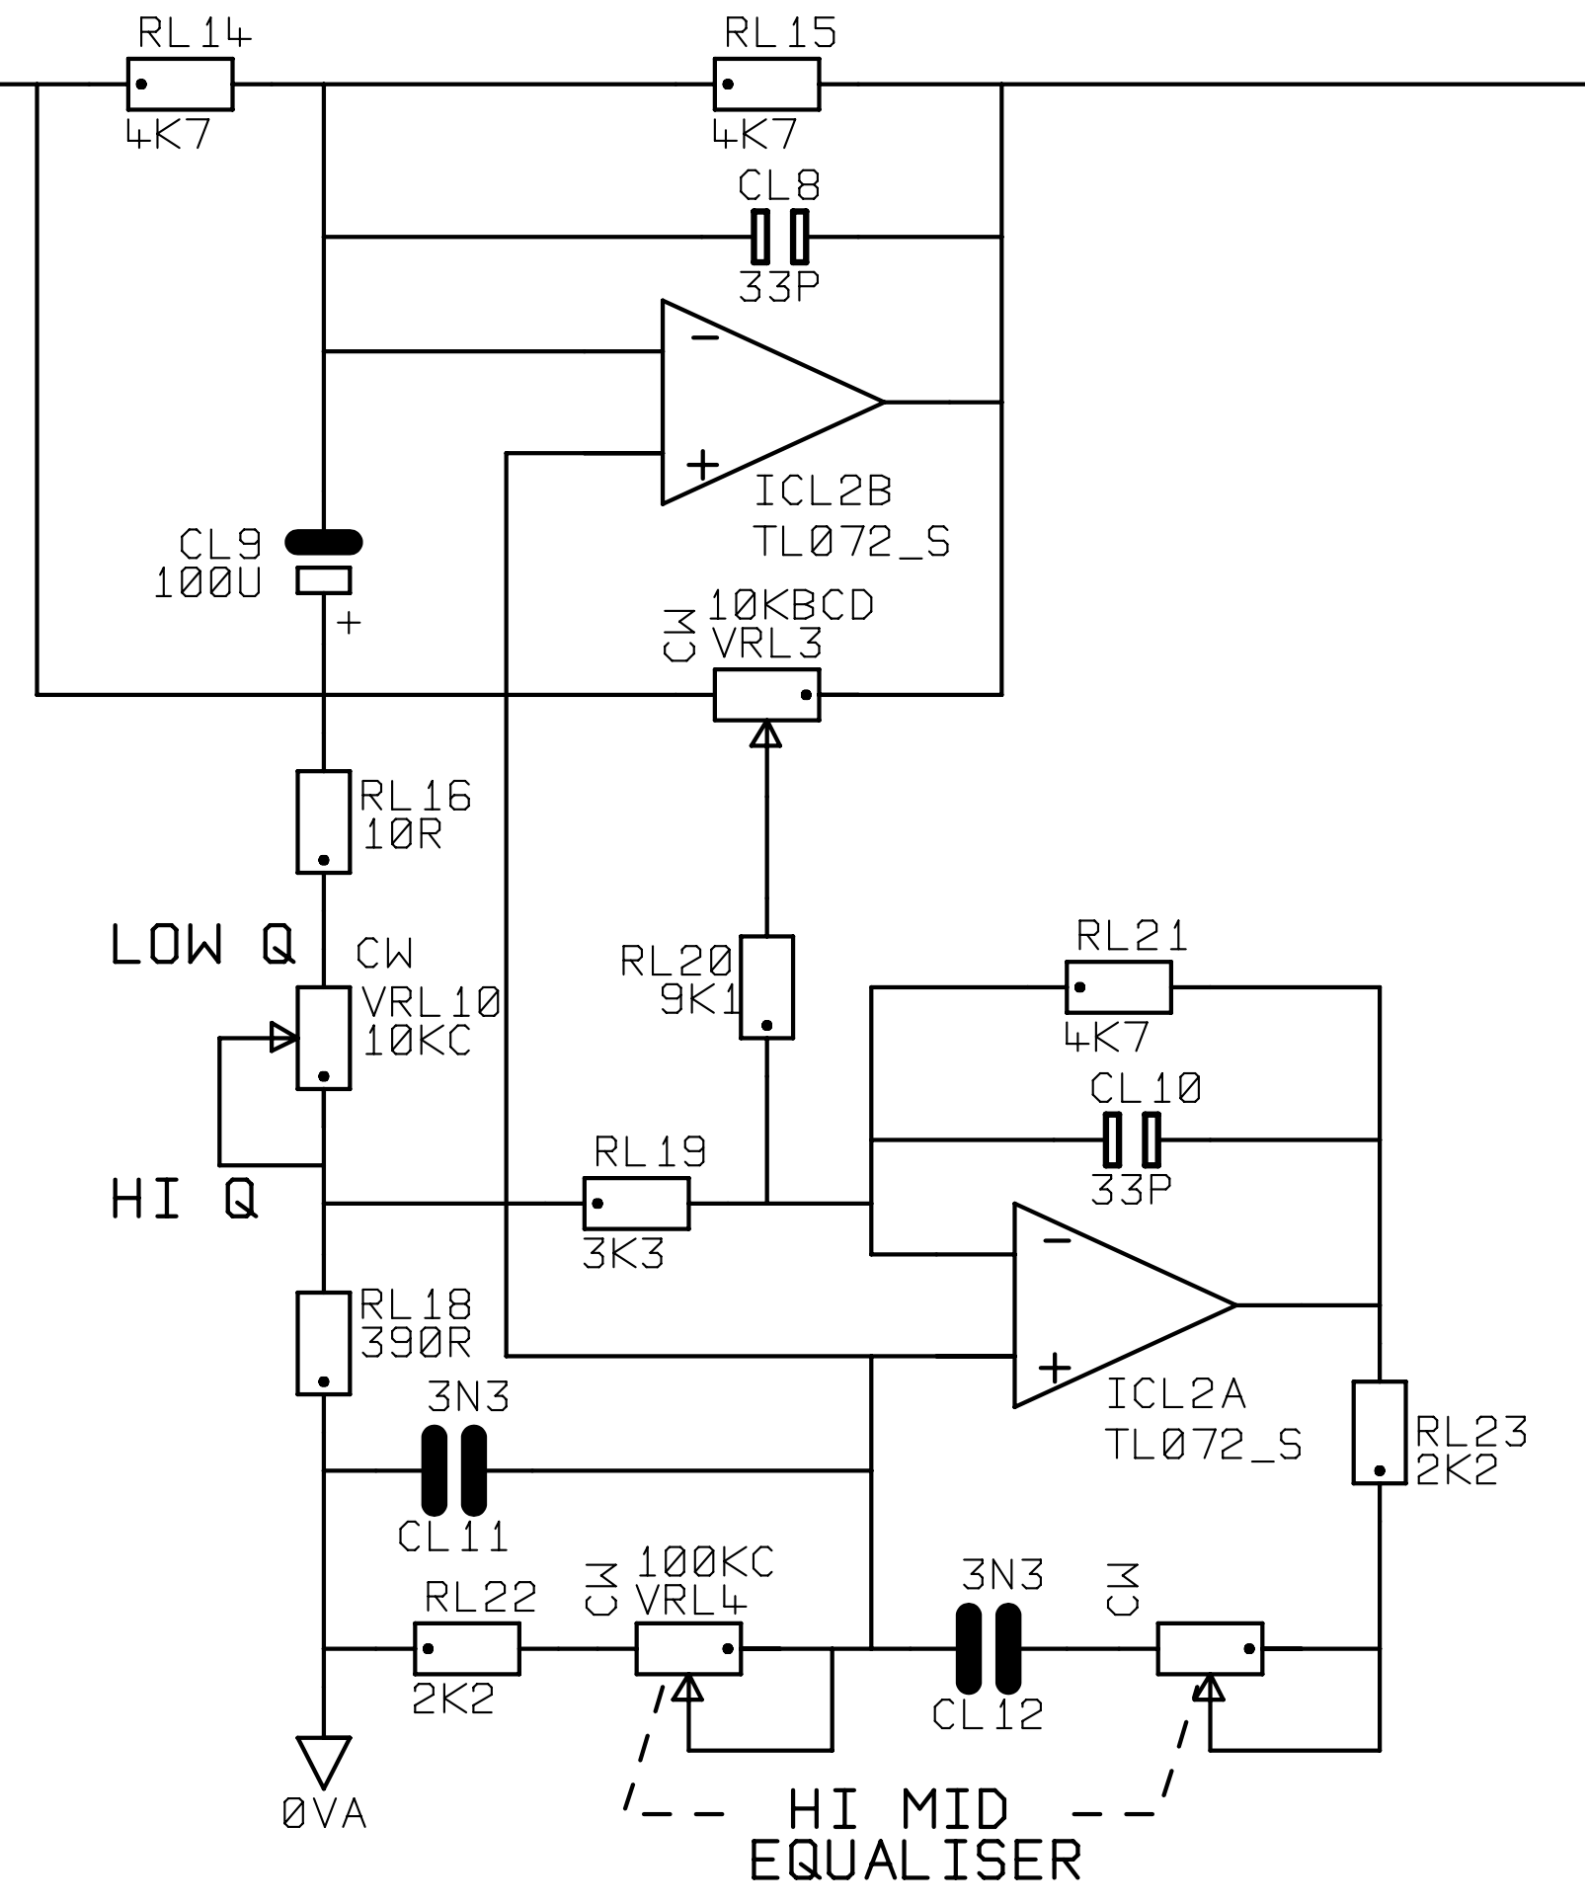 RL14
4K7
RL15
4K7
CL8
33P
−
+
ICL2B
TL072_S
CL9
100U
+
CW
10KBCD
VRL3
RL16
10R
LOW Q
CW
VRL10
10KC
HI Q
RL20
9K1
RL21
4K7
CL10
33P
RL19
3K3
−
+
ICL2A
TL072_S
RL18
390R
3N3
CL11
RL23
2K2
RL22
2K2
CW
100KC
VRL4
3N3
CL12
CW
0VA
HI MID
EQUALISER